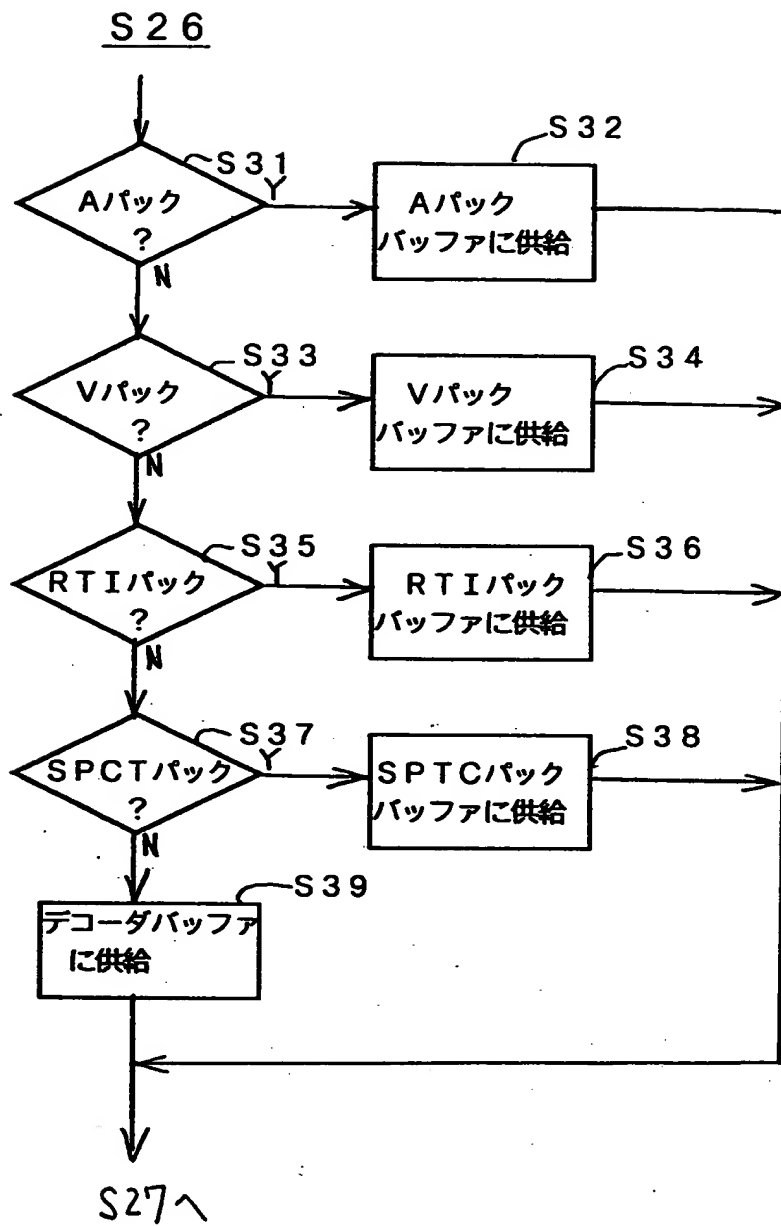 S26
S31
Y
Aパック
?
N
S32
Aパック
バッファに供給
S33
Y
Vパック
?
N
S34
Vパック
バッファに供給
S35
Y
RTIパック
?
N
S36
RTIパック
バッファに供給
S37
Y
SPCTパック
?
N
S38
SPTCパック
バッファに供給
S39
デコーダバッファ
に供給
S27へ